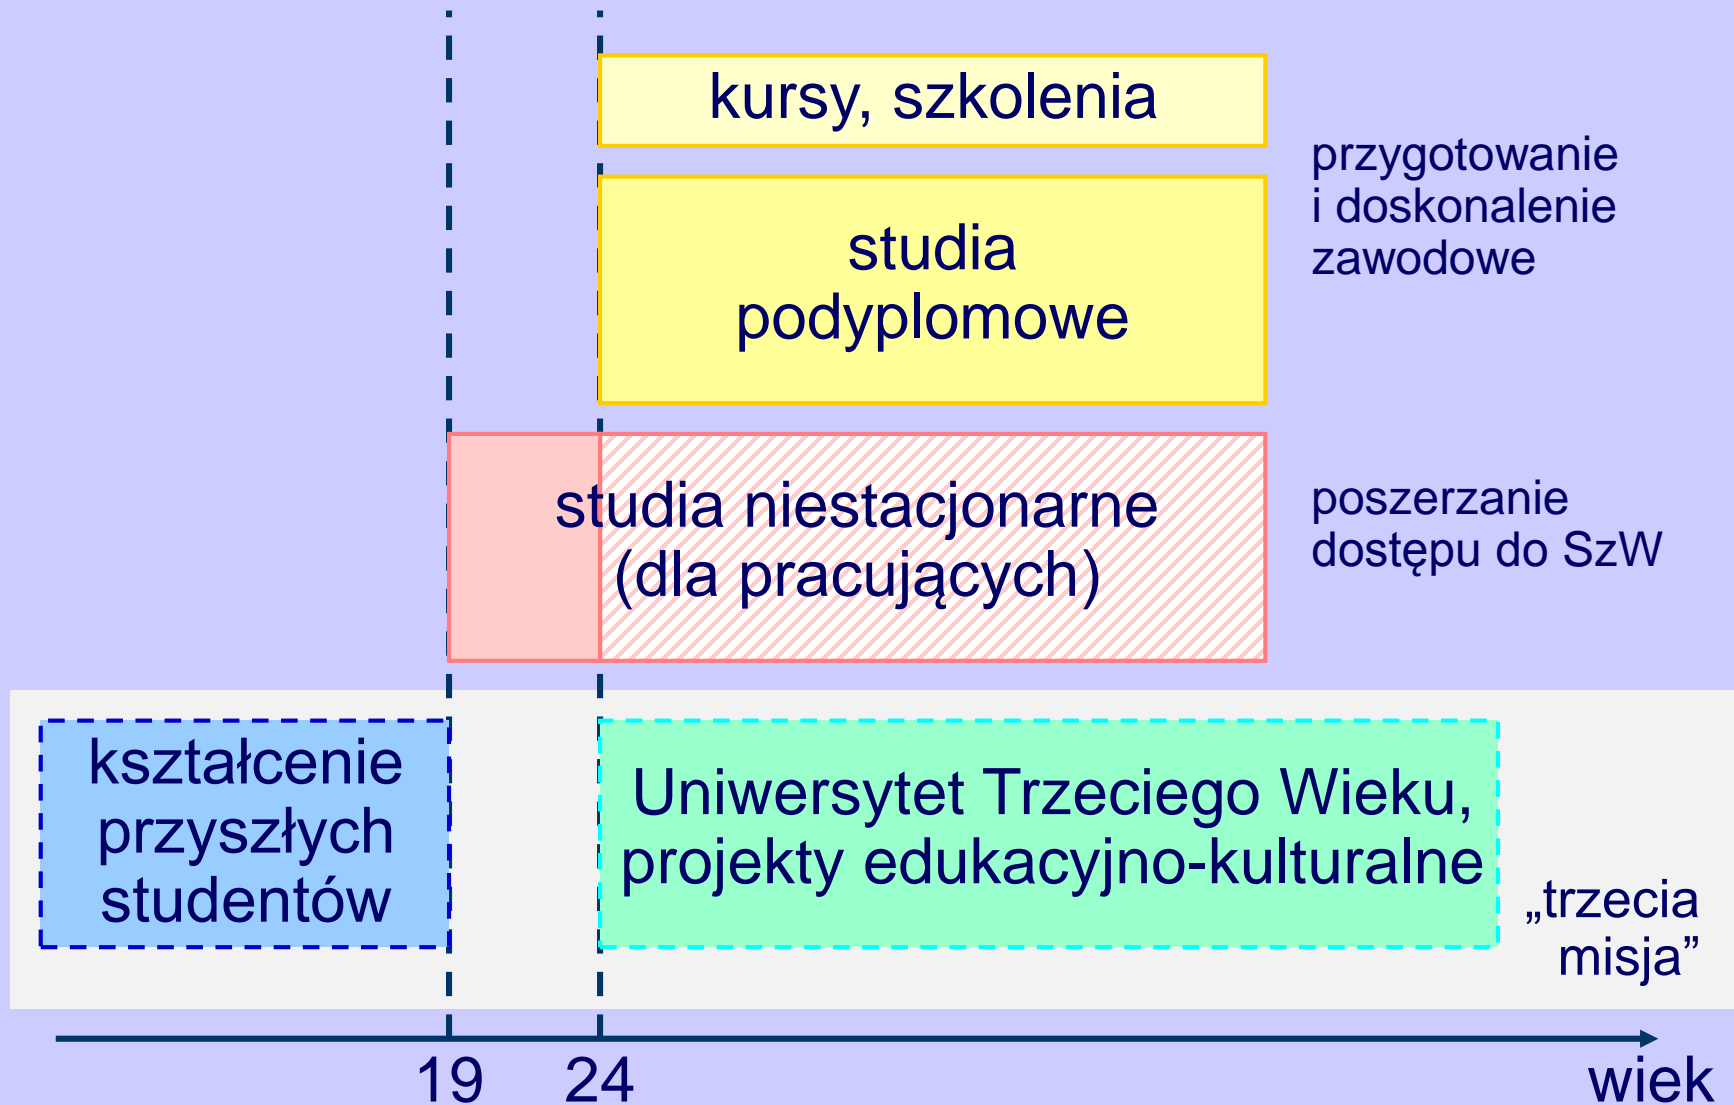 kursy, szkolenia
przygotowanie
i doskonalenie
zawodowe
studia
podyplomowe
studia niestacjonarne
(dla pracujących)
poszerzanie
dostępu do SzW
kształcenie
przyszłych
studentów
Uniwersytet Trzeciego Wieku,
projekty edukacyjno-kulturalne
„trzecia
misja”
19
24
wiek